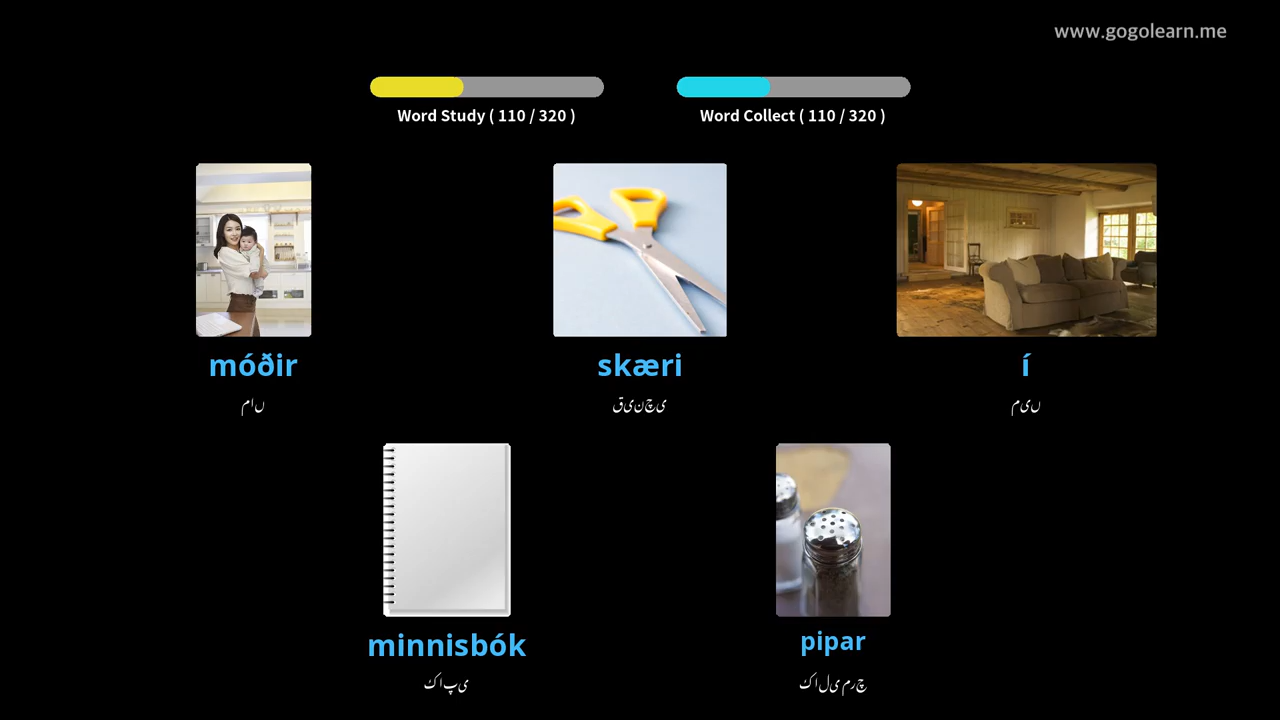 www.gogolearn.me
Word Study ( 110 / 320 )
Word Collect ( 110 / 320 )
móðir
skæri
í
ماں
قینچی
میں
minnisbók
pipar
کاپی
کالی مرچ